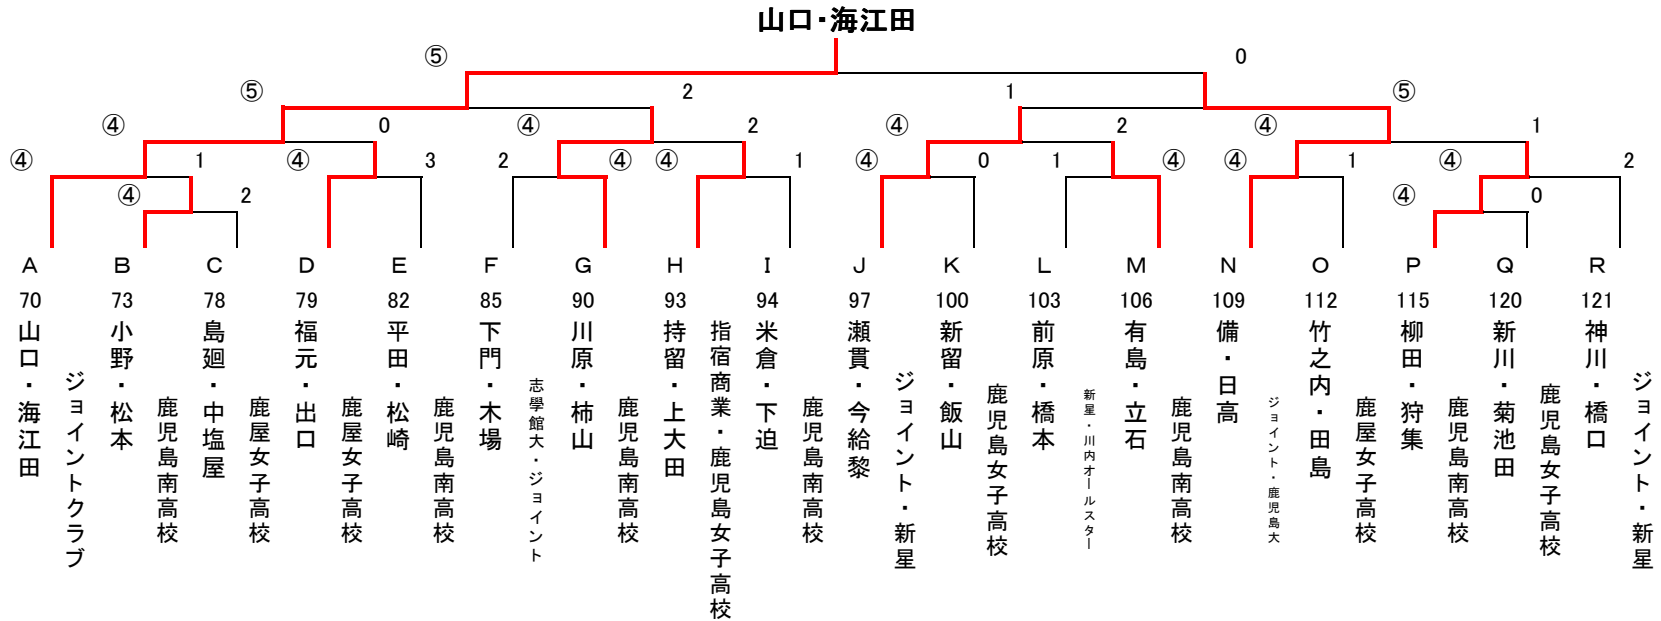 山口・海江田
⑤ 0
⑤ 2 1 ⑤
④ 0 ④ 2 ④ 2 ④ 1
④ 1 ④ 3 2 ④ ④ 1 ④ 0 1 ④ ④ 1 ④ 2
④ 2 ④ 0
A B C D E F G H I J K L M N O P Q R
70 73 78 79 82 85 90 93 94 97 100 103 106 109 112 115 120 121
山口・海江田
ジョイントクラブ
小野・松本
鹿児島南高校
島廻・中塩屋
鹿屋女子高校
福元・出口
鹿屋女子高校
平田・松崎
鹿児島南高校
下門・木場
志學館大・ジョイント
川原・柿山
鹿児島南高校
持留・上大田
指宿商業・鹿児島女子高校
米倉・下迫
鹿児島南高校
瀬貫・今給黎
ジョイント・新星
新留・飯山
鹿児島女子高校
前原・橋本
新星・川内オールスター
有島・立石
鹿児島南高校
備・日高
ジョイント・鹿児島大
竹之内・田島
鹿屋女子高校
柳田・狩集
鹿児島南高校
新川・菊池田
鹿児島女子高校
神川・橋口
ジョイント・新星